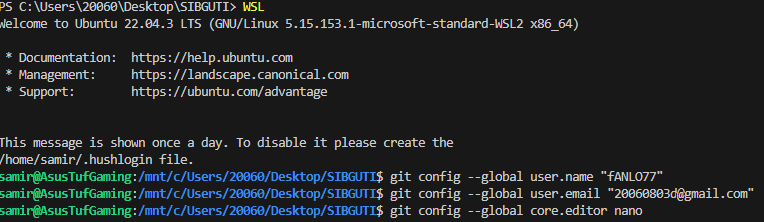 PS C:\Users\20060\Desktop\SIBGUTI> WSL
Welcome to Ubuntu 22.04.3 LTS (GNU/Linux 5.15.153.1-microsoft-standard-WSL2 x86_64)
* Documentation:  https://help.ubuntu.com
* Management:     https://landscape.canonical.com
* Support:        https://ubuntu.com/advantage
This message is shown once a day. To disable it please create the
/home/samir/.hushlogin file.
samir@AsusTufGaming:/mnt/c/Users/20060/Desktop/SIBGUTI$ git config --global user.name "fANLO77"
samir@AsusTufGaming:/mnt/c/Users/20060/Desktop/SIBGUTI$ git config --global user.email "20060803d@gmail.com"
samir@AsusTufGaming:/mnt/c/Users/20060/Desktop/SIBGUTI$ git config --global core.editor nano